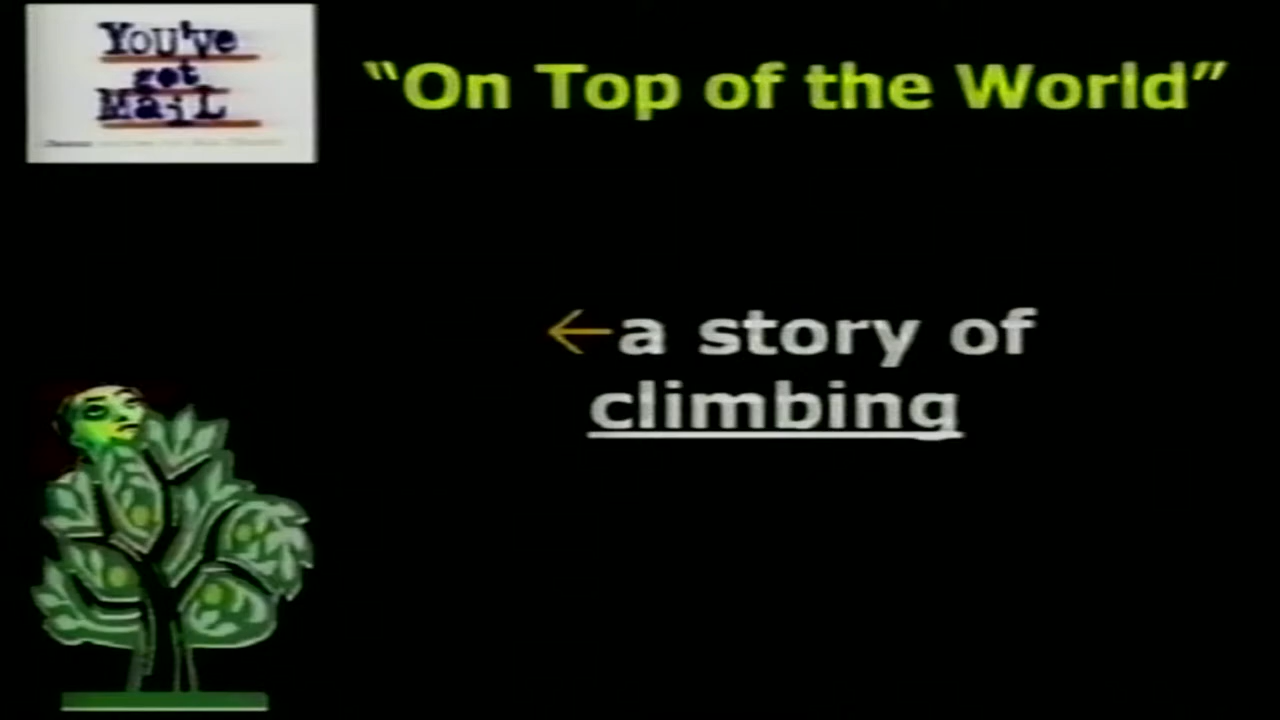 You've
got
MaiL
“On Top of the World”
←a story of
climbing